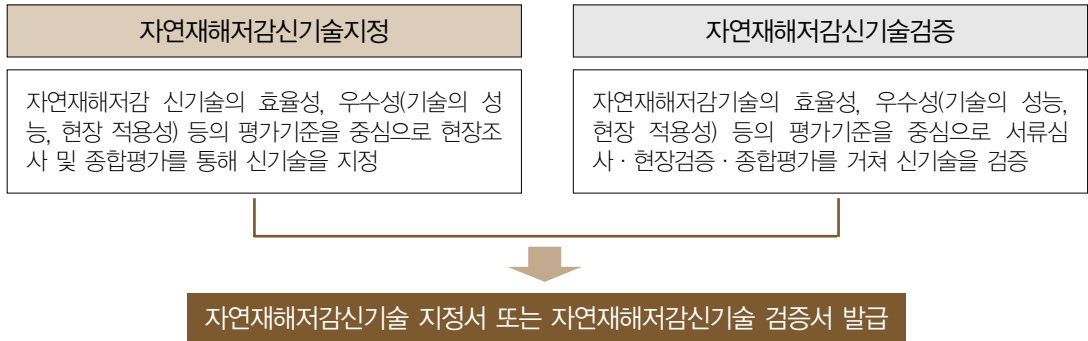 자연재해저감신기술지정
자연재해저감 신기술의 효율성, 우수성(기술의 성
능, 현장 적용성) 등의 평가기준을 중심으로 현장조
사 및 종합평가를 통해 신기술을 지정
자연재해저감신기술검증
자연재해저감기술의 효율성, 우수성(기술의 성능,
현장 적용성) 등의 평가기준을 중심으로 서류심
사 · 현장검증 · 종합평가를 거쳐 신기술을 검증
자연재해저감신기술 지정서 또는 자연재해저감신기술 검증서 발급